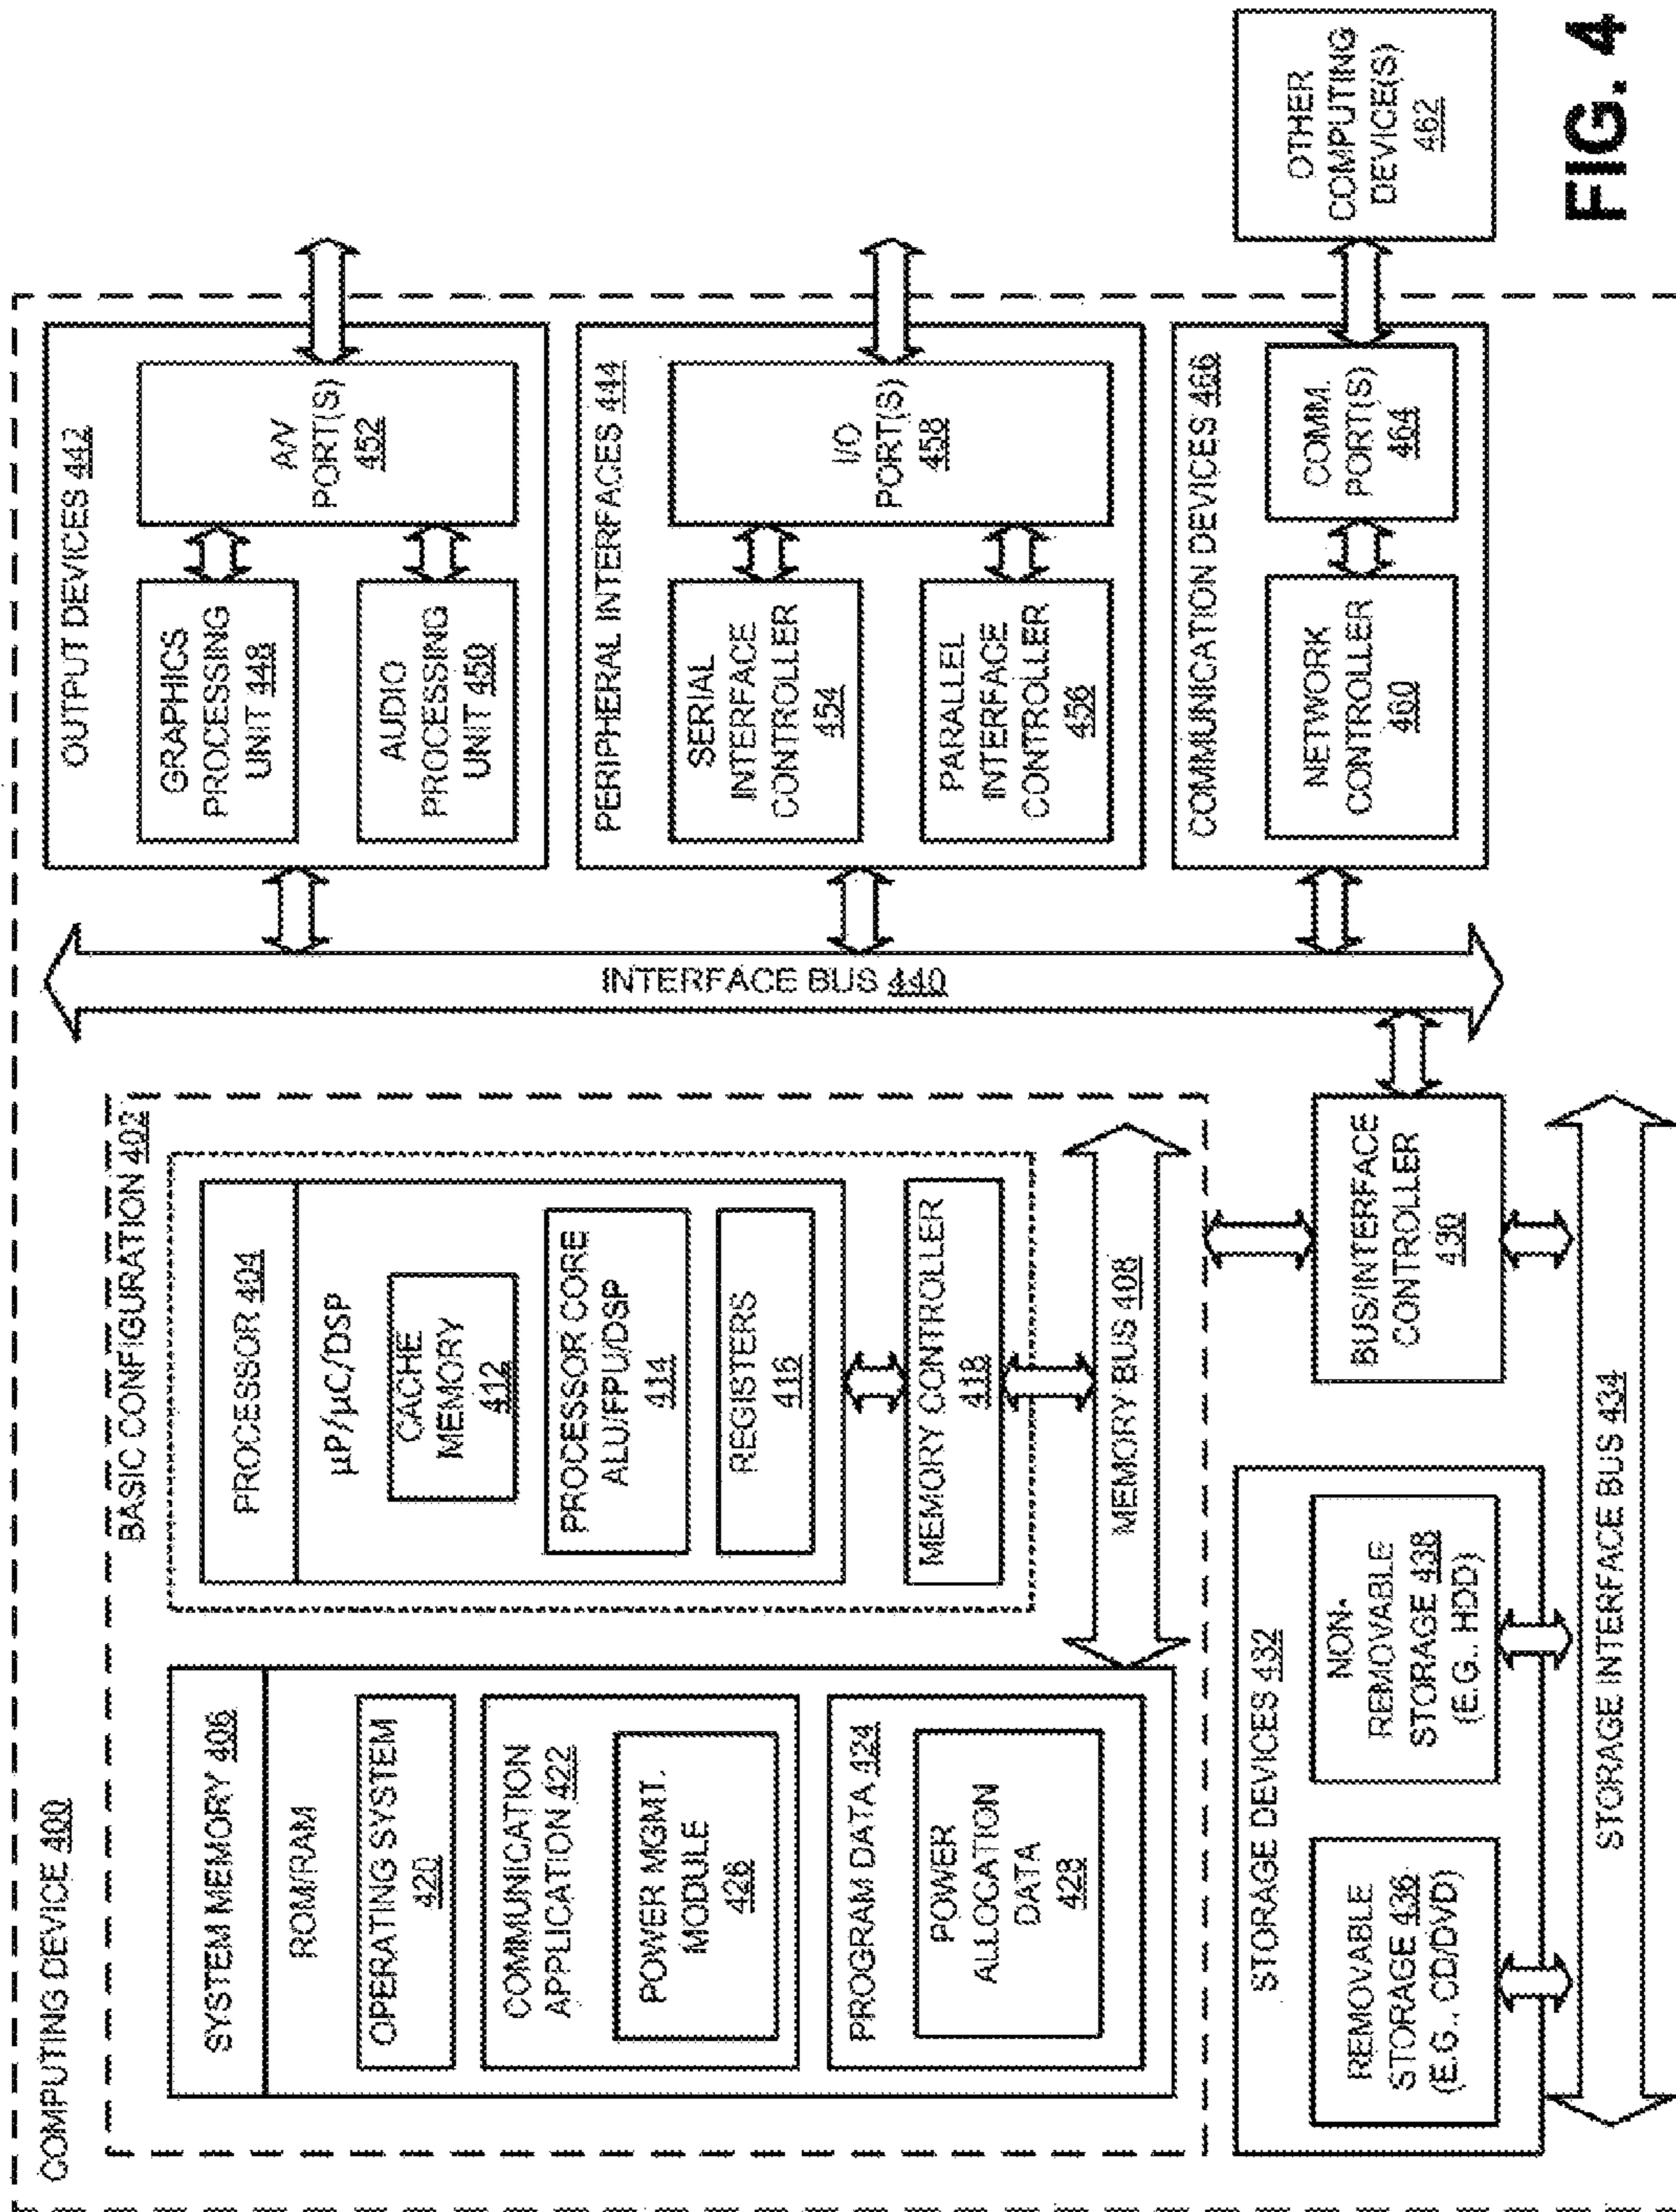 COMPUTING DEVICE 400
BASIC CONFIGURATION 402
SYSTEM MEMORY 406
ROM/RAM
OPERATING SYSTEM
420
COMMUNICATION
APPLICATION 422
POWER MGMT.
MODULE
426
PROGRAM DATA 424
POWER
ALLOCATION
DATA
428
PROCESSOR 404
µP/µC/DSP
CACHE
MEMORY
412
PROCESSOR CORE
ALU/FPU/DSP
414
REGISTERS
416
MEMORY CONTROLLER
418
MEMORY BUS 408
STORAGE DEVICES 432
REMOVABLE
STORAGE 436
(E.G., CD/DVD)
NON-
REMOVABLE
STORAGE 438
(E.G., HDD)
BUS/INTERFACE
CONTROLLER
430
STORAGE INTERFACE BUS 434
INTERFACE BUS 440
OUTPUT DEVICES 442
GRAPHICS
PROCESSING
UNIT 448
AUDIO
PROCESSING
UNIT 450
A/V
PORT(S)
452
PERIPHERAL INTERFACES 444
SERIAL
INTERFACE
CONTROLLER
454
PARALLEL
INTERFACE
CONTROLLER
456
I/O
PORT(S)
458
COMMUNICATION DEVICES 466
NETWORK
CONTROLLER
460
COMM.
PORT(S)
464
OTHER
COMPUTING
DEVICE(S)
462
FIG. 4